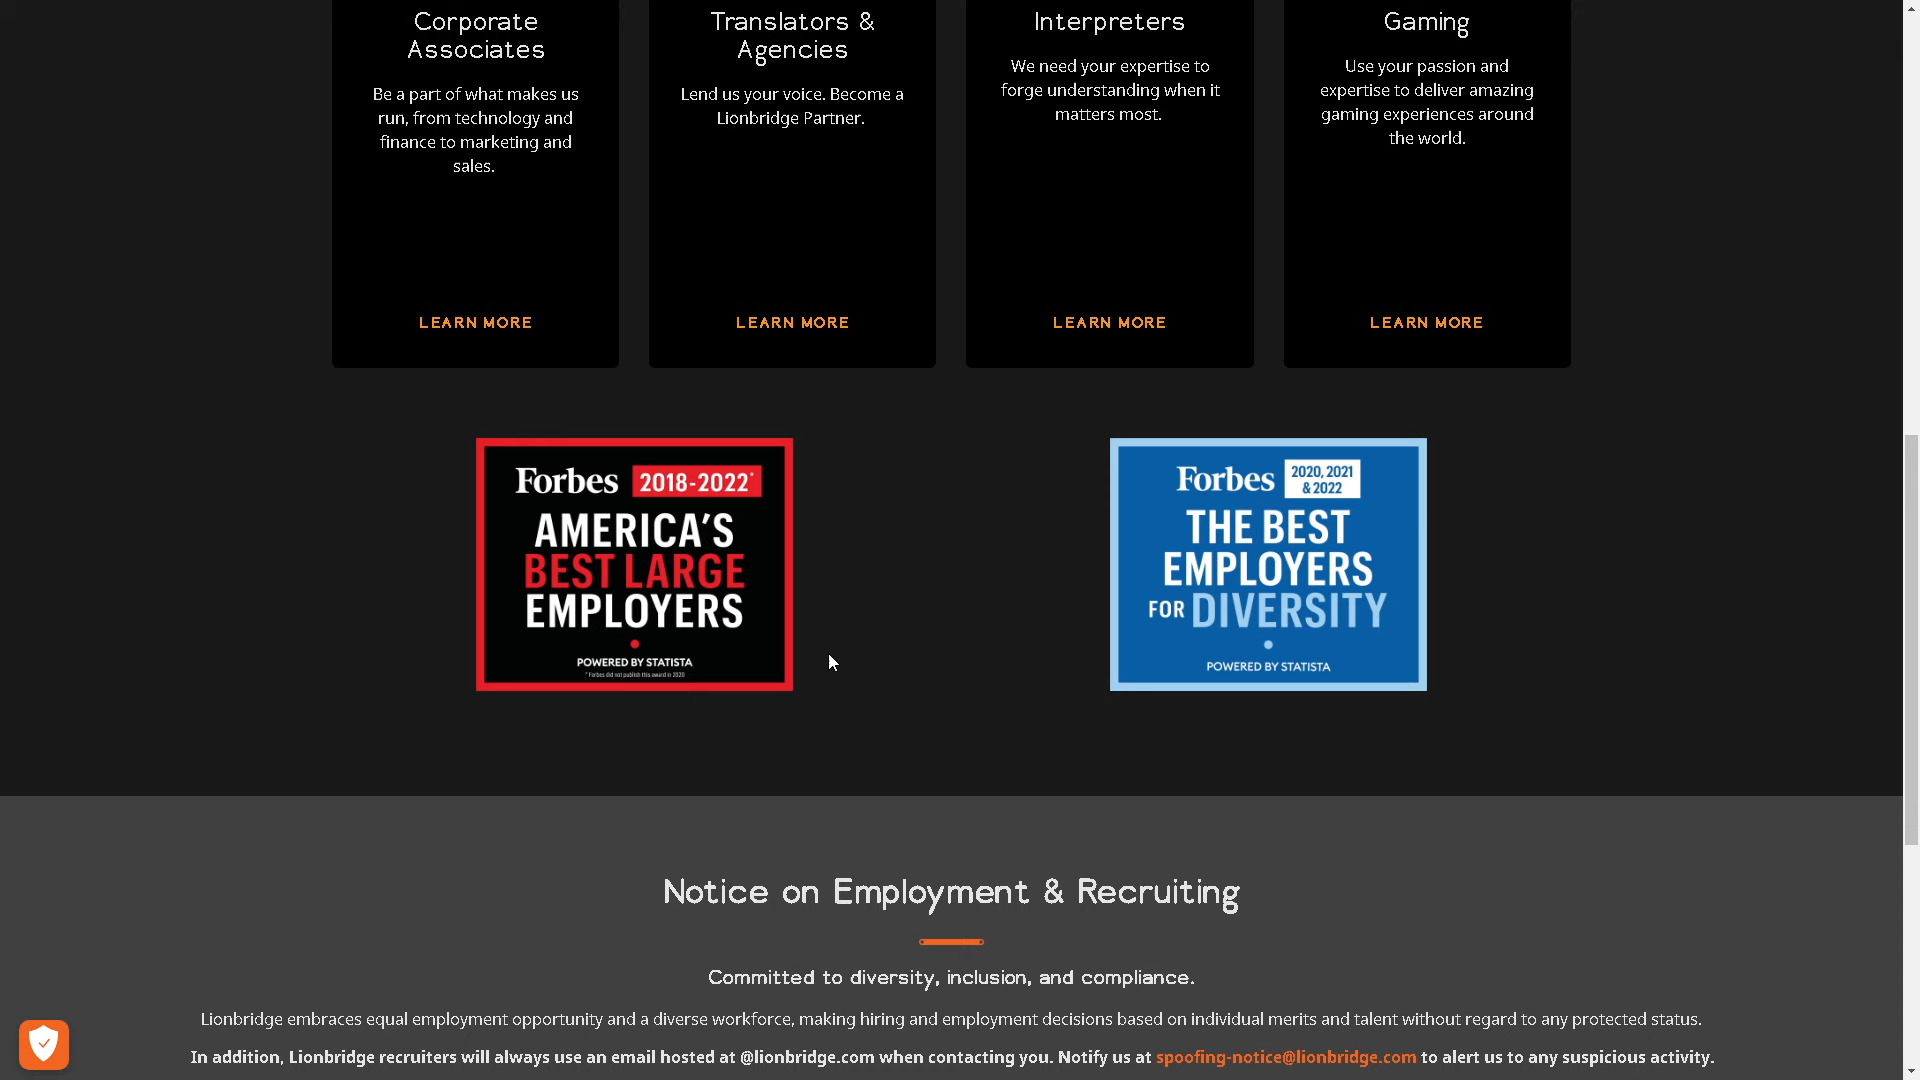 Corporate
Associates
Be a part of what makes us
run, from technology and
finance to marketing and
sales.
LEARN MORE
Translators &
Agencies
Lend us your voice. Become a
Lionbridge Partner.
LEARN MORE
Interpreters
We need your expertise to
forge understanding when it
matters most.
LEARN MORE
Gaming
Use your passion and
expertise to deliver amazing
gaming experiences around
the world.
LEARN MORE
Forbes 2018-2022*
AMERICA'S
BEST LARGE
EMPLOYERS
POWERED BY STATISTA
* Forbes did not publish this award in 2020
Forbes 2020, 2021
& 2022
THE BEST
EMPLOYERS
FOR DIVERSITY
POWERED BY STATISTA
Notice on Employment & Recruiting
Committed to diversity, inclusion, and compliance.
Lionbridge embraces equal employment opportunity and a diverse workforce, making hiring and employment decisions based on individual merits and talent without regard to any protected status.
In addition, Lionbridge recruiters will always use an email hosted at @lionbridge.com when contacting you. Notify us at spoofing-notice@lionbridge.com to alert us to any suspicious activity.